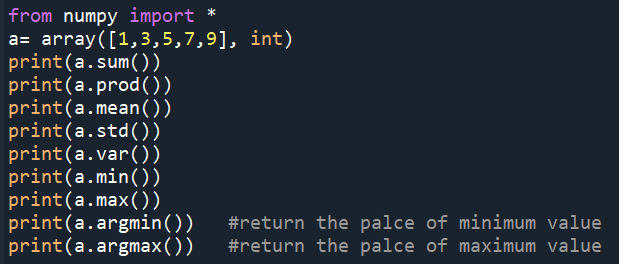 from numpy import *
a= array([1,3,5,7,9], int)
print(a.sum())
print(a.prod())
print(a.mean())
print(a.std())
print(a.var())
print(a.min())
print(a.max())
print(a.argmin())   #return the palce of minimum value
print(a.argmax())   #return the palce of maximum value